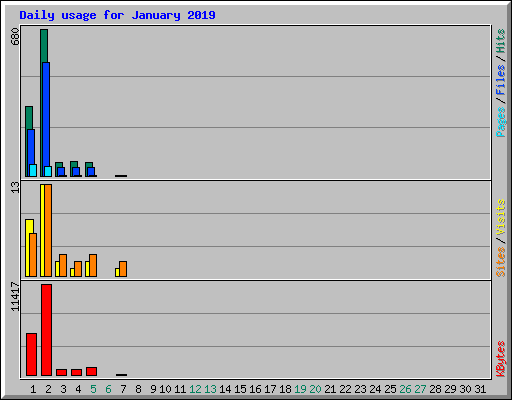 Daily usage for January 2019
680
Pages / Files / Hits
13
Sites / Visits
11417
KBytes
1 2 3 4 5 6 7 8 9 10 11 12 13 14 15 16 17 18 19 20 21 22 23 24 25 26 27 28 29 30 31